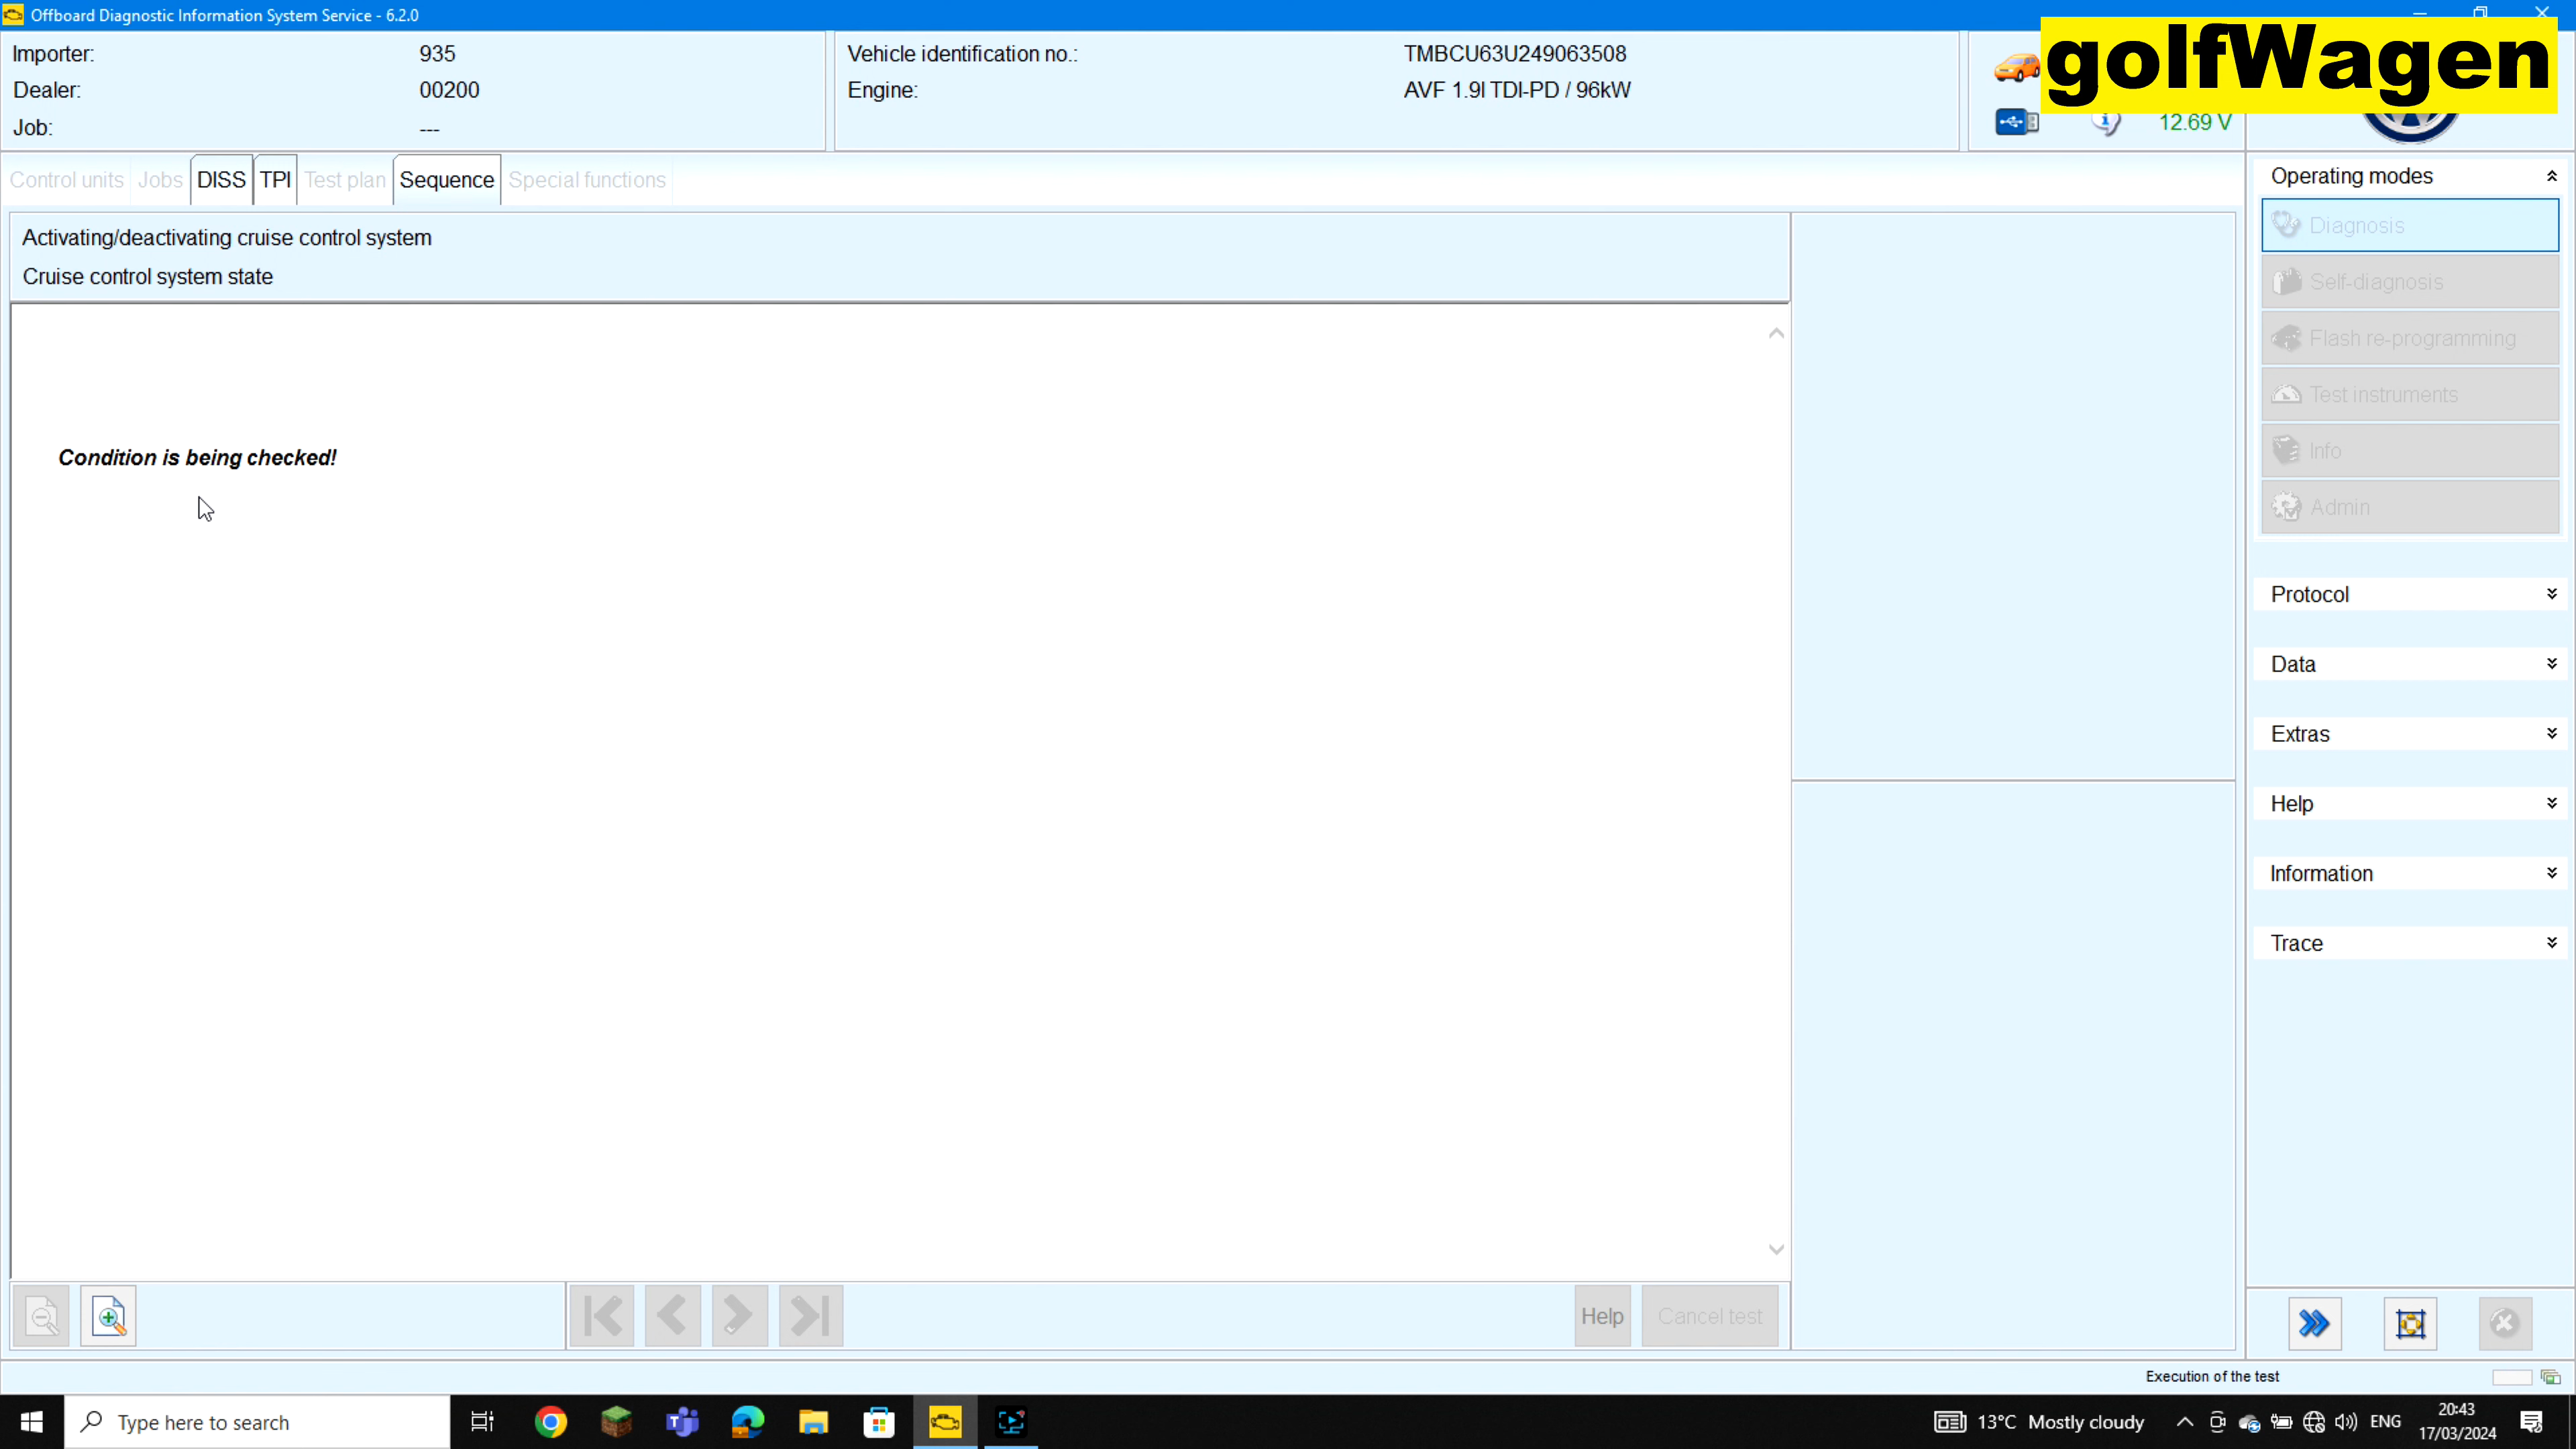 Offboard Diagnostic Information System Service - 6.2.0
Importer: 935
Dealer: 00200
Job: ---
Vehicle identification no.: TMBCU63U249063508
Engine: AVF 1.9l TDI-PD / 96kW
golfWagen
12.69 V
Control units Jobs DISS TPI Test plan Sequence Special functions
Activating/deactivating cruise control system
Cruise control system state
Condition is being checked!
Operating modes
Diagnosis
Self-diagnosis
Flash re-programming
Test instruments
Info
Admin
Protocol
Data
Extras
Help
Information
Trace
Help Cancel test
Execution of the test
Type here to search
13°C Mostly cloudy
ENG
20:43
17/03/2024